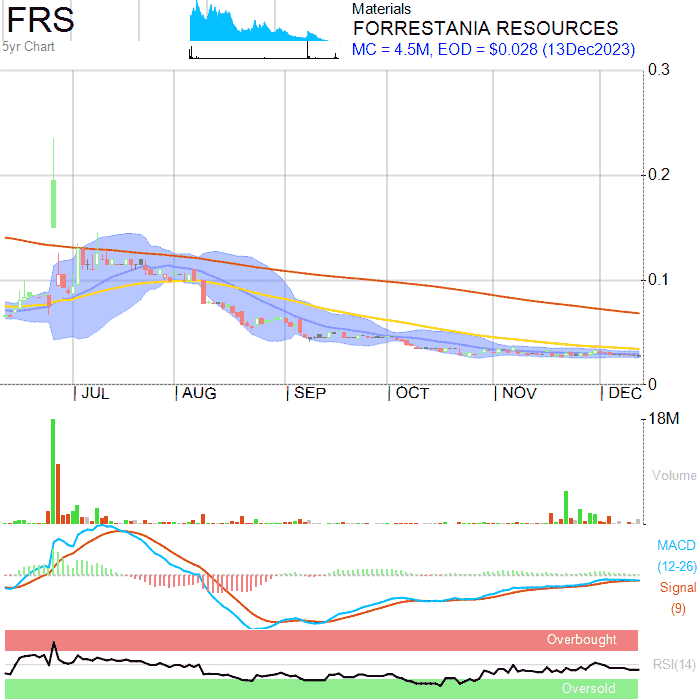 FRS
5yr Chart
Materials
FORRESTANIA RESOURCES
MC = 4.5M, EOD = $0.028 (13Dec2023)
0.3
0.2
0.1
0
JUL AUG SEP OCT NOV DEC
18M
Volume
MACD
(12-26)
Signal
(9)
Overbought
RSI(14)
Oversold